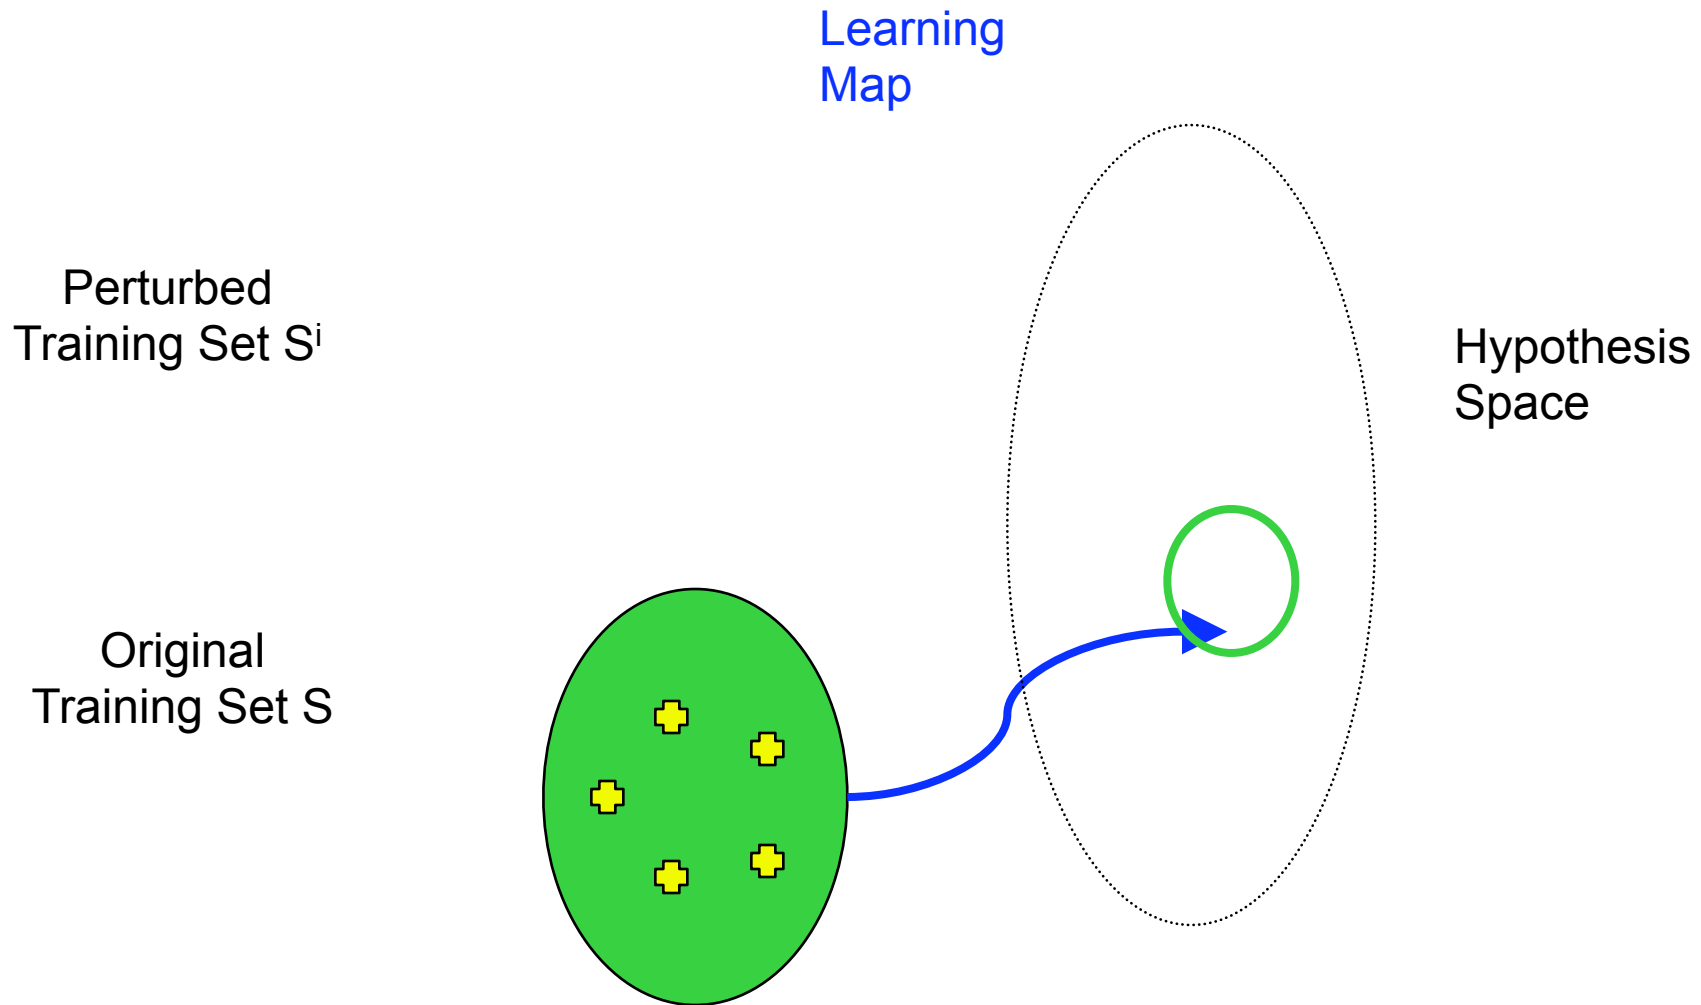 Learning
Map
Perturbed
Training Set Sⁱ
Hypothesis
Space
Original
Training Set S